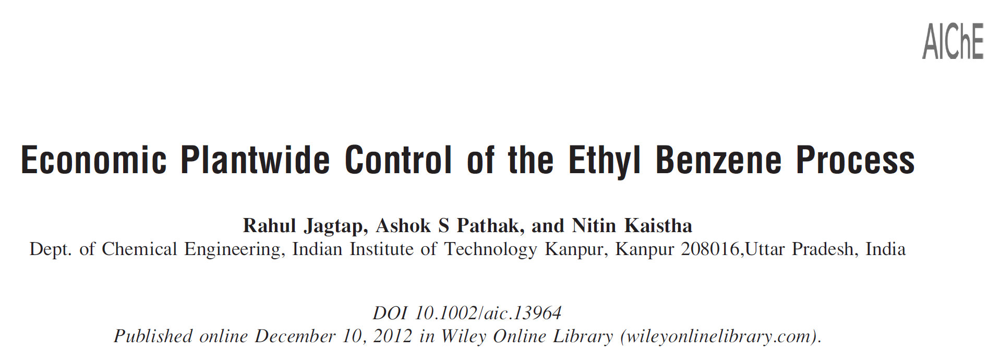 AIChE
Economic Plantwide Control of the Ethyl Benzene Process
Rahul Jagtap, Ashok S Pathak, and Nitin Kaistha
Dept. of Chemical Engineering, Indian Institute of Technology Kanpur, Kanpur 208016,Uttar Pradesh, India
DOI 10.1002/aic.13964
Published online December 10, 2012 in Wiley Online Library (wileyonlinelibrary.com).